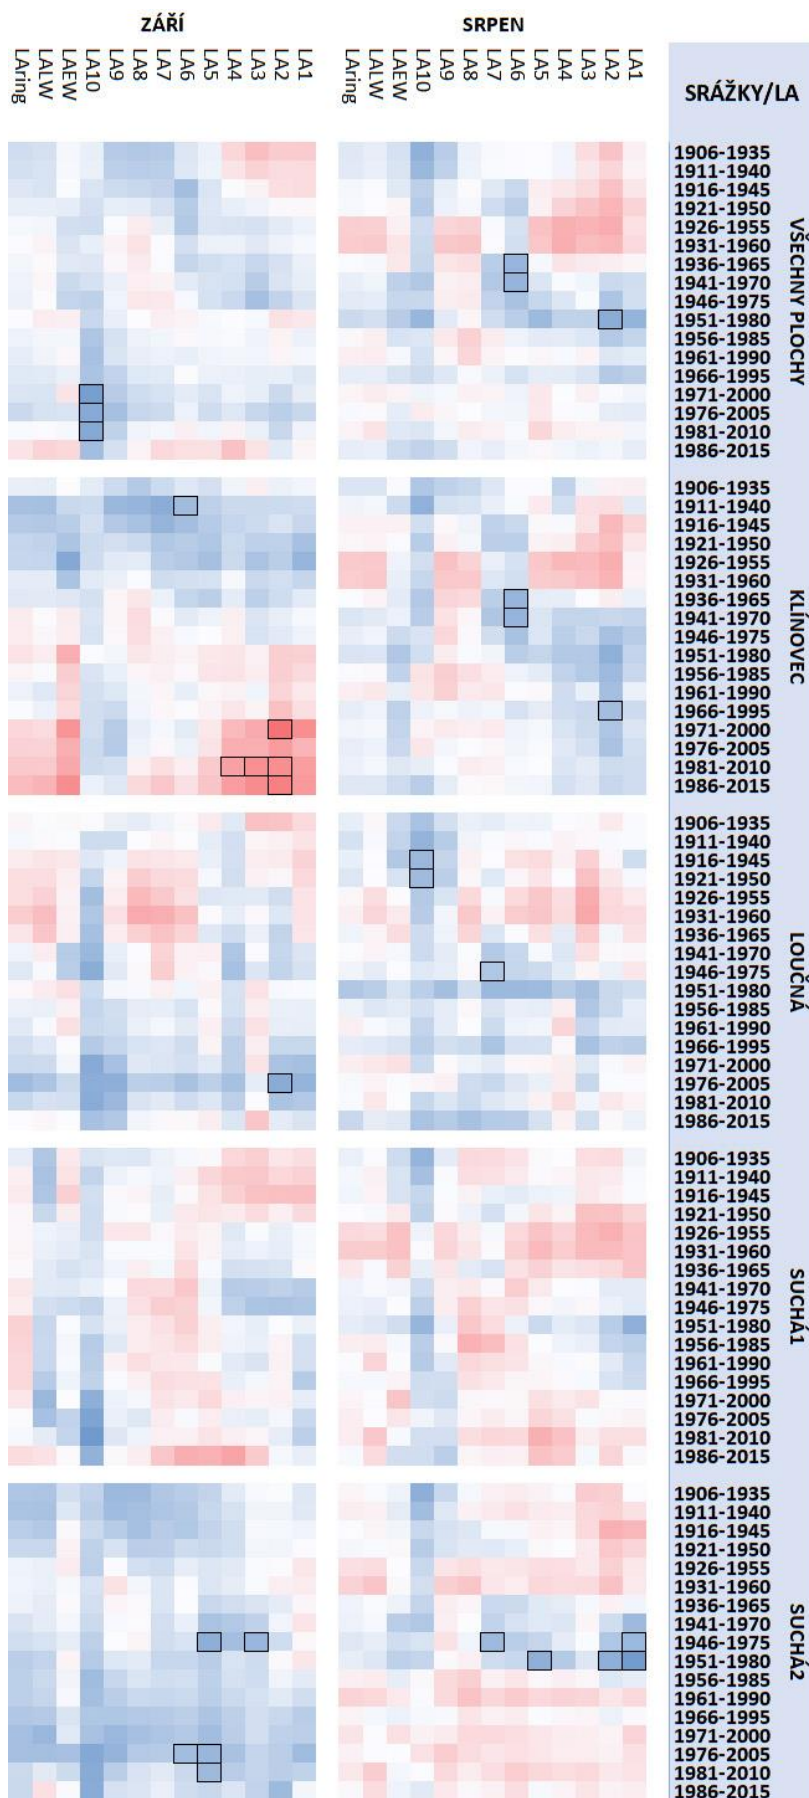 ZÁŘÍ
SRPEN
LAring
LALW
LAEW
LA10
LA9
LA8
LA7
LA6
LA5
LA4
LA3
LA2
LA1
LAring
LALW
LAEW
LA10
LA9
LA8
LA7
LA6
LA5
LA4
LA3
LA2
LA1
SRÁŽKY/LA
1906-1935
1911-1940
1916-1945
1921-1950
1926-1955
1931-1960
1936-1965
1941-1970
1946-1975
1951-1980
1956-1985
1961-1990
1966-1995
1971-2000
1976-2005
1981-2010
1986-2015
VŠECHNY PLOCHY
1906-1935
1911-1940
1916-1945
1921-1950
1926-1955
1931-1960
1936-1965
1941-1970
1946-1975
1951-1980
1956-1985
1961-1990
1966-1995
1971-2000
1976-2005
1981-2010
1986-2015
KLÍNOVEC
1906-1935
1911-1940
1916-1945
1921-1950
1926-1955
1931-1960
1936-1965
1941-1970
1946-1975
1951-1980
1956-1985
1961-1990
1966-1995
1971-2000
1976-2005
1981-2010
1986-2015
LOUČNÁ
1906-1935
1911-1940
1916-1945
1921-1950
1926-1955
1931-1960
1936-1965
1941-1970
1946-1975
1951-1980
1956-1985
1961-1990
1966-1995
1971-2000
1976-2005
1981-2010
1986-2015
SUCHÁ1
1906-1935
1911-1940
1916-1945
1921-1950
1926-1955
1931-1960
1936-1965
1941-1970
1946-1975
1951-1980
1956-1985
1961-1990
1966-1995
1971-2000
1976-2005
1981-2010
1986-2015
SUCHÁ2